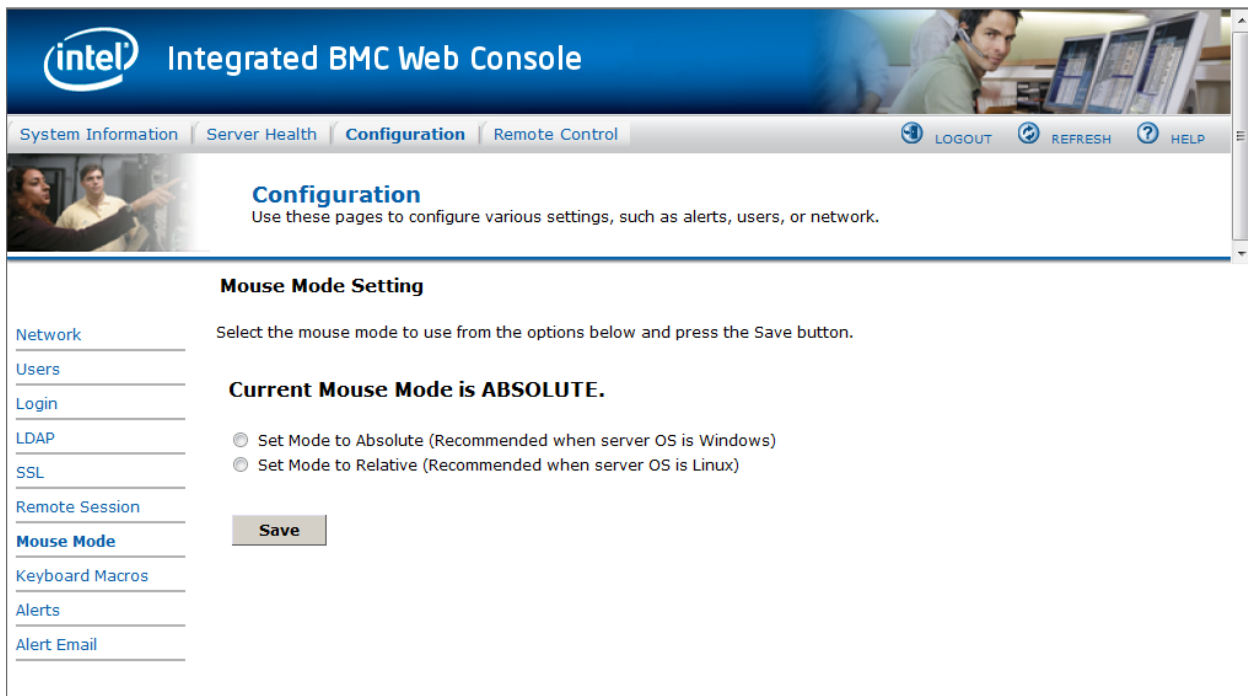 intel Integrated BMC Web Console
System Information Server Health Configuration Remote Control LOGOUT REFRESH ? HELP
Configuration
Use these pages to configure various settings, such as alerts, users, or network.
Mouse Mode Setting
Select the mouse mode to use from the options below and press the Save button.
Network
Users
Login
LDAP
SSL
Remote Session
Mouse Mode
Keyboard Macros
Alerts
Alert Email
Current Mouse Mode is ABSOLUTE.
Set Mode to Absolute (Recommended when server OS is Windows)
Set Mode to Relative (Recommended when server OS is Linux)
Save